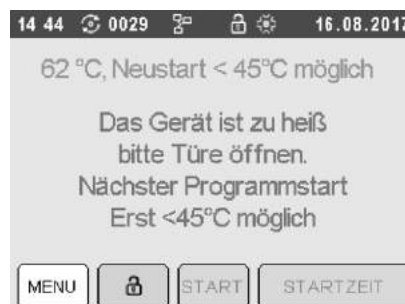 14 44 0029 16.08.2017
62 °C, Neustart < 45°C möglich
Das Gerät ist zu heiß
bitte Türe öffnen.
Nächster Programmstart
Erst <45°C möglich
MENU START STARTZEIT